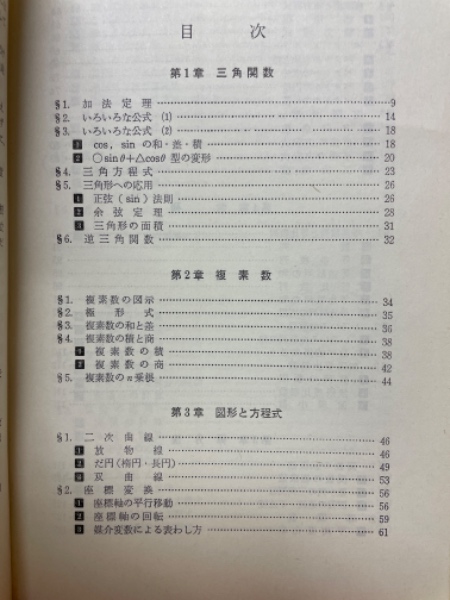 目 次
第1章 三角関数
§1. 加法定理 9
§2. いろいろな公式 (1) 14
§3. いろいろな公式 (2) 18
1 cos, sin の和・差・積 18
2 ○sinθ+△cosθ 型の変形 20
§4. 三角方程式 23
§5. 三角形への応用 26
1 正弦(sin)法則 26
2 余弦定理 28
3 三角形の面積 31
§6. 逆三角関数 32
第2章 複素数
§1. 複素数の図示 34
§2. 極形式 35
§3. 複素数の和と差 36
§4. 複素数の積と商 38
1 複素数の積 38
2 複素数の商 42
§5. 複素数のn乗根 44
第3章 図形と方程式
§1. 二次曲線 46
1 放物線 46
2 だ円(楕円・長円) 49
3 双曲線 53
§2. 座標変換 56
1 座標軸の平行移動 56
2 座標軸の回転 59
3 媒介変数による表わし方 61